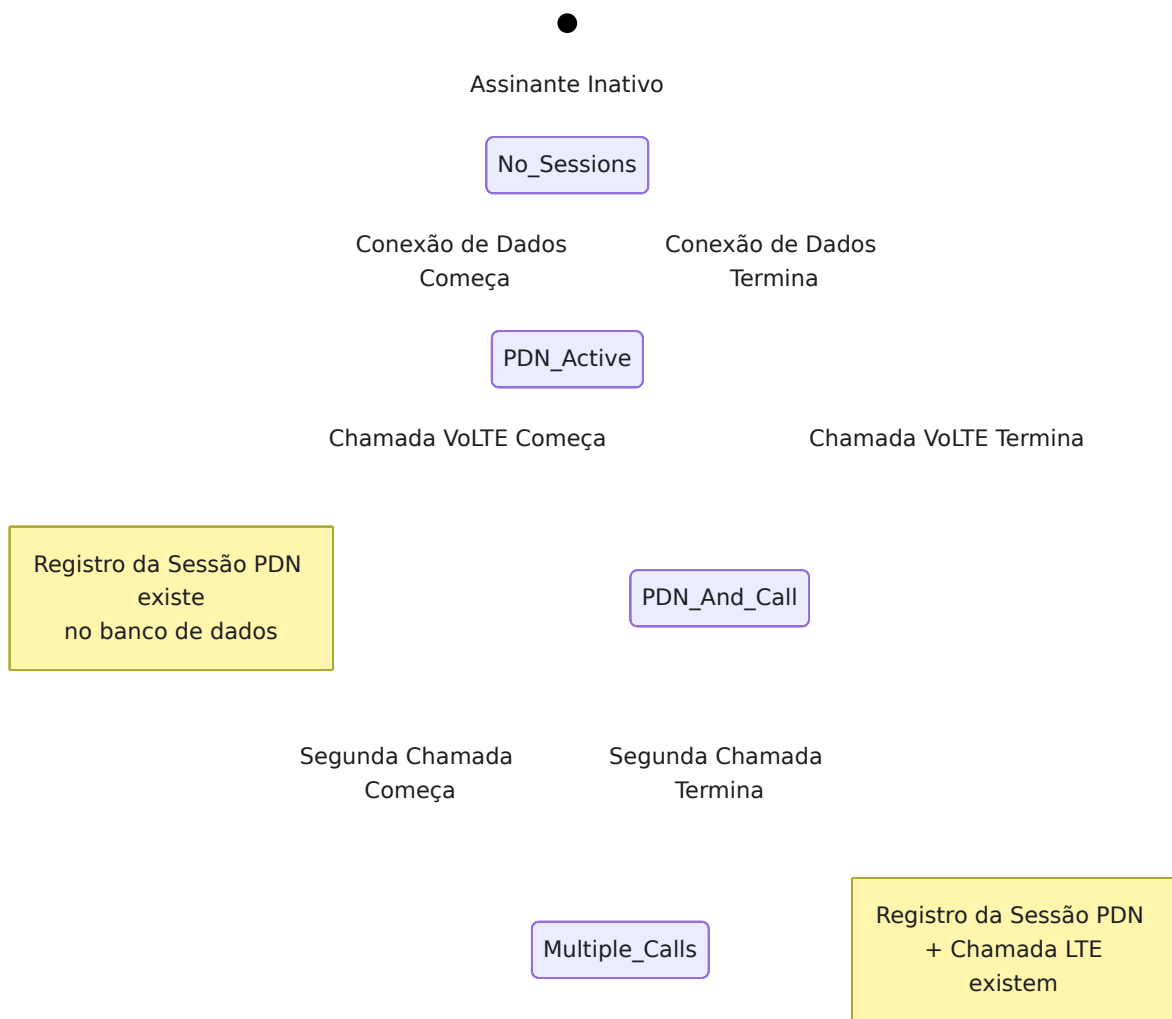 Assinante Inativo
No_Sessions
Conexão de Dados
Começa
Conexão de Dados
Termina
PDN_Active
Chamada VoLTE Começa
Chamada VoLTE Termina
Registro da Sessão PDN
existe
no banco de dados
PDN_And_Call
Segunda Chamada
Começa
Segunda Chamada
Termina
Multiple_Calls
Registro da Sessão PDN
+ Chamada LTE
existem